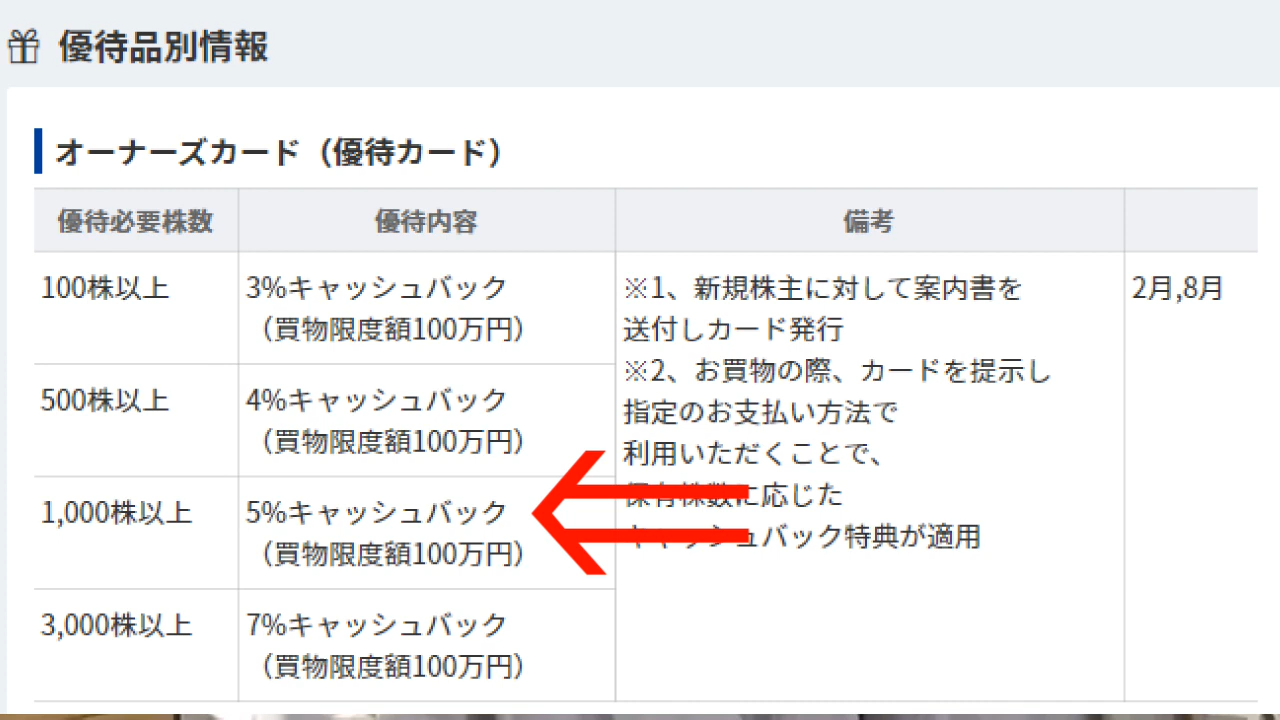 優待品別情報
オーナーズカード（優待カード）
優待必要株数 優待内容 備考
100株以上 3%キャッシュバック
（買物限度額100万円）
500株以上 4%キャッシュバック
（買物限度額100万円）
1,000株以上 5%キャッシュバック
（買物限度額100万円）
3,000株以上 7%キャッシュバック
（買物限度額100万円）
※1、新規株主に対して案内書を
送付しカード発行
※2、お買物の際、カードを提示し
指定のお支払い方法で
利用いただくことで、
保有株数に応じた
キャッシュバック特典が適用
2月,8月